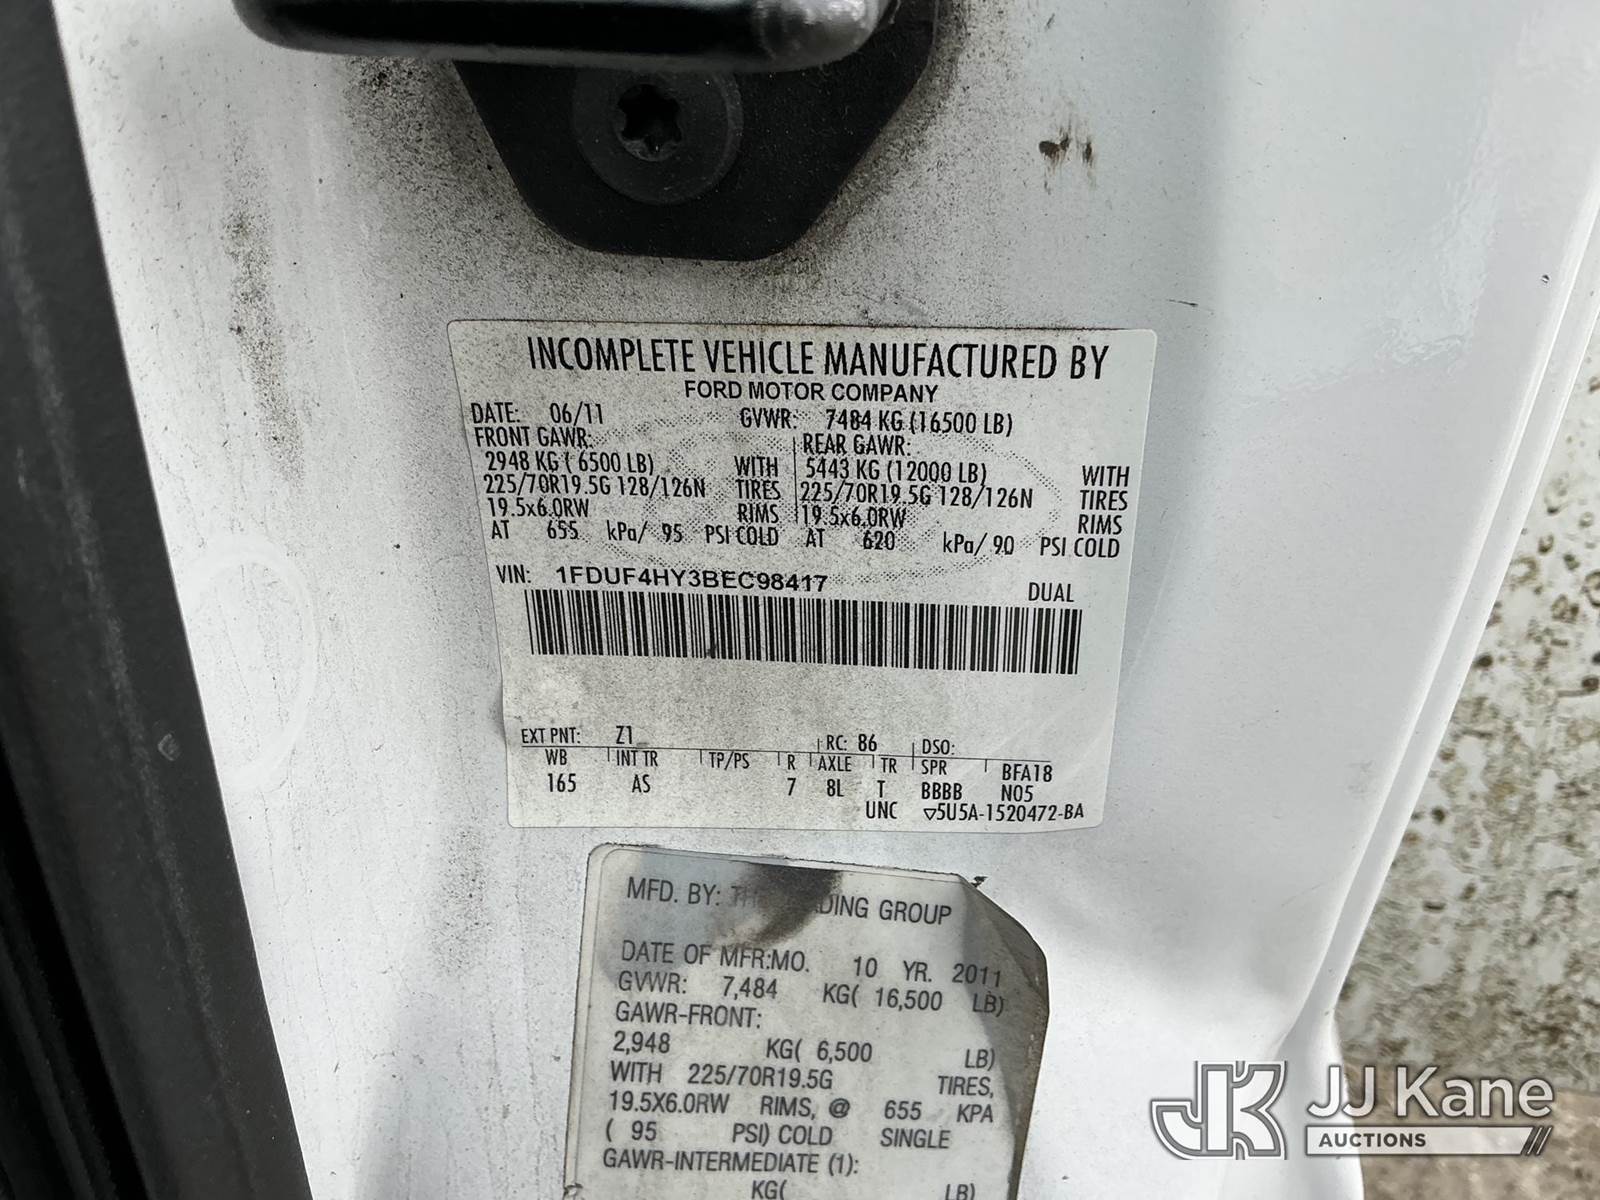 INCOMPLETE VEHICLE MANUFACTURED BY
FORD MOTOR COMPANY
DATE: 06/11 GVWR: 7484 KG (16500 LB)
FRONT GAWR: REAR GAWR:
2948 KG ( 6500 LB) WITH 5443 KG (12000 LB) WITH
225/70R19.5G 128/126N TIRES 225/70R19.5G 128/126N TIRES
19.5x6.0RW RIMS 19.5x6.0RW RIMS
AT 655 kPa/ 95 PSI COLD AT 620 kPa/ 90 PSI COLD
VIN: 1FDUF4HY3BEC98417 DUAL
EXT PNT: Z1 RC: 86 DSO:
WB INT TR TP/PS R AXLE TR SPR BFA18
165 AS 7 8L T BBBB N05
UNC ▽5U5A-1520472-BA
MFD. BY: GROUP
DATE OF MFR:MO. 10 YR. 2011
GVWR: 7,484 KG( 16,500 LB)
GAWR-FRONT:
2,948 KG( 6,500 LB)
WITH 225/70R19.5G TIRES,
19.5X6.0RW RIMS, @ 655 KPA
( 95 PSI) COLD SINGLE
GAWR-INTERMEDIATE (1):
KG( LB)
JJ Kane
AUCTIONS